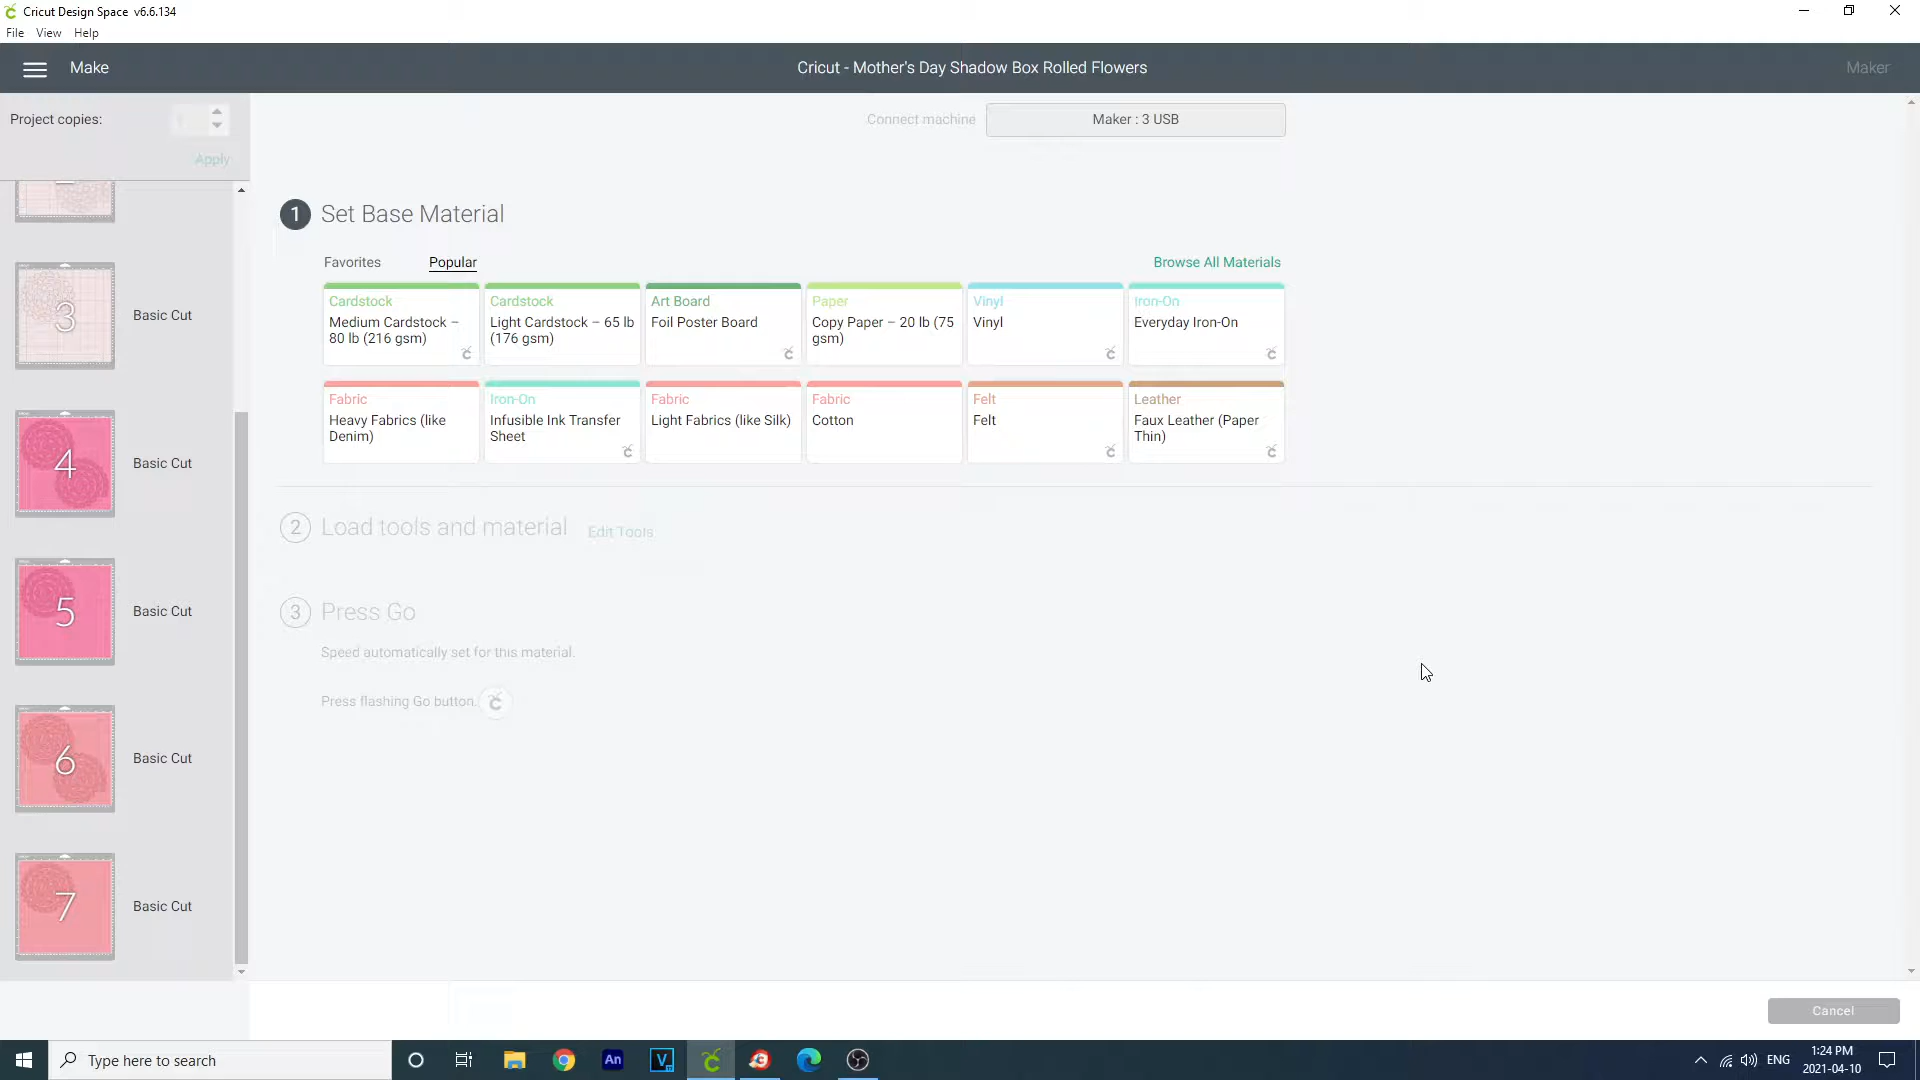 Cricut Design Space v6.6.134
File View Help
Make
Cricut - Mother's Day Shadow Box Rolled Flowers
Maker
Project copies:
Apply
Connect machine
Maker : 3 USB
1 Set Base Material
Favorites
Popular
Browse All Materials
Cardstock
Medium Cardstock –
80 lb (216 gsm)
Cardstock
Light Cardstock – 65 lb
(176 gsm)
Art Board
Foil Poster Board
Paper
Copy Paper – 20 lb (75
gsm)
Vinyl
Vinyl
Iron-On
Everyday Iron-On
Fabric
Heavy Fabrics (like
Denim)
Iron-On
Infusible Ink Transfer
Sheet
Fabric
Light Fabrics (like Silk)
Fabric
Cotton
Felt
Felt
Leather
Faux Leather (Paper
Thin)
2 Load tools and material
Edit Tools
3 Press Go
Speed automatically set for this material.
Press flashing Go button.
3 Basic Cut
4 Basic Cut
5 Basic Cut
6 Basic Cut
7 Basic Cut
Cancel
Type here to search
An
V
ENG
1:24 PM
2021-04-10